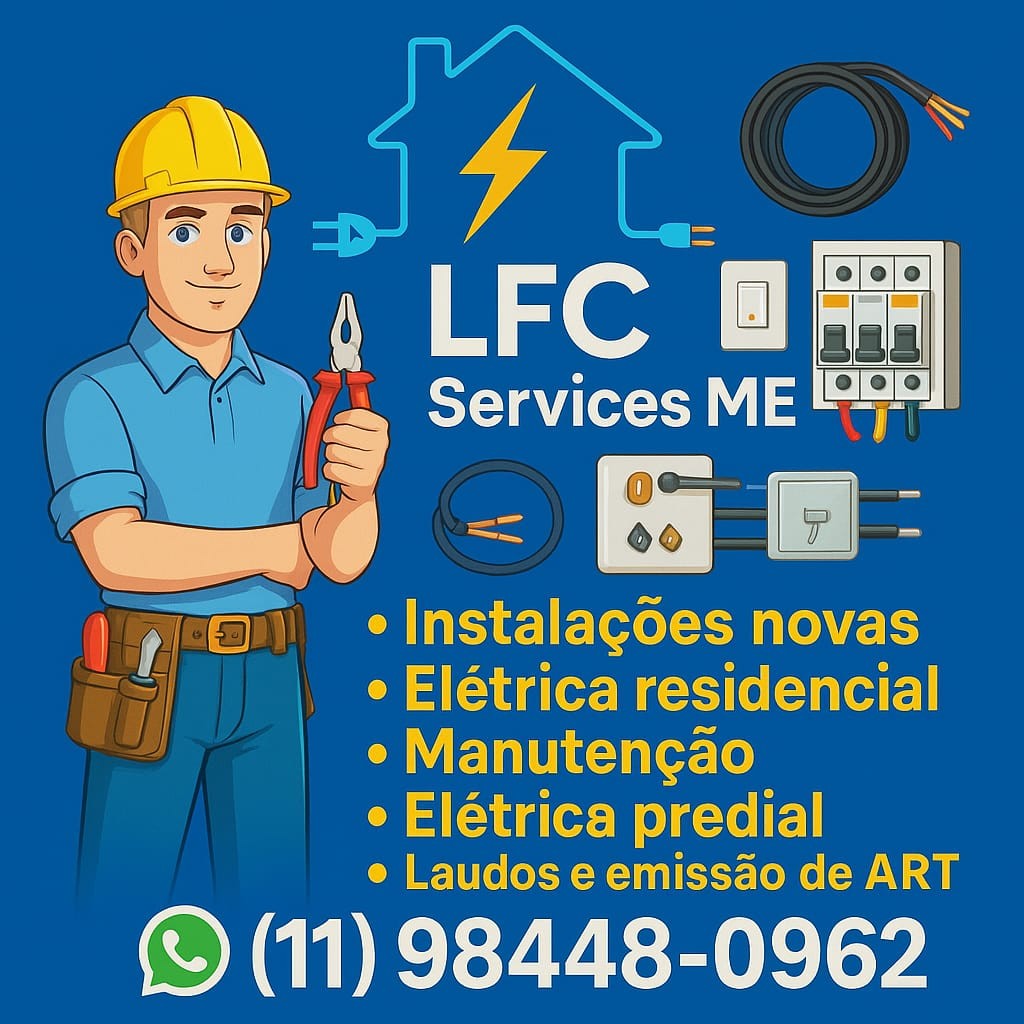 LFC
Services ME
• Instalações novas
• Elétrica residencial
• Manutenção
• Elétrica predial
• Laudos e emissão de ART
(11) 98448-0962